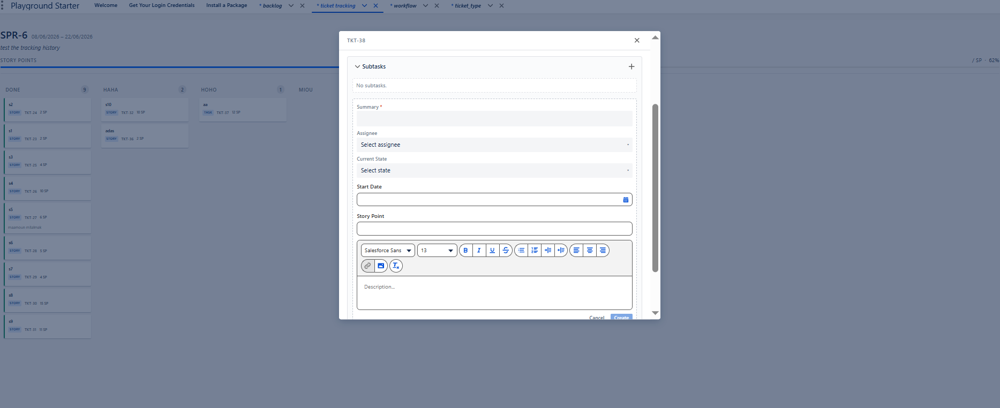 Playground Starter Welcome Get Your Login Credentials Install a Package * backlog * ticket tracking * workflow * ticket_type
SPR-6 08/06/2026 – 22/06/2026
test the tracking history
STORY POINTS
/ SP · 62%
DONE 9
s2
STORY TKT-24 2 SP
s1
STORY TKT-23 2 SP
s3
STORY TKT-25 4 SP
s4
STORY TKT-26 10 SP
s5
STORY TKT-27 6 SP
s6
STORY TKT-28 5 SP
s7
STORY TKT-29 4 SP
s8
STORY TKT-30 15 SP
s9
STORY TKT-31 11 SP
HAHA 2
s10
STORY TKT-32 10 SP
adas
STORY TKT-36 2 SP
HOHO 1
aa
TASK TKT-37 12 SP
MIOU
TKT-38
Subtasks
No subtasks.
Summary *
Assignee
Select assignee
Current State
Select state
Start Date
Story Point
Salesforce Sans 13
Description...
Cancel Create